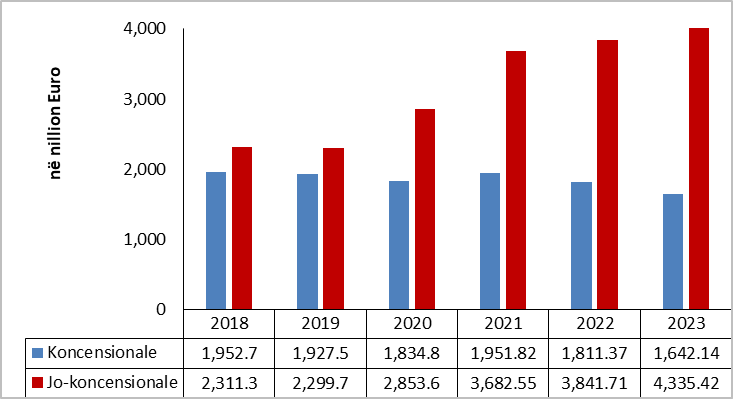 4,000
3,000
2,000
1,000
0
në nillion Euro
2018 2019 2020 2021 2022 2023
Koncensionale 1,952.7 1,927.5 1,834.8 1,951.82 1,811.37 1,642.14
Jo-koncensionale 2,311.3 2,299.7 2,853.6 3,682.55 3,841.71 4,335.42